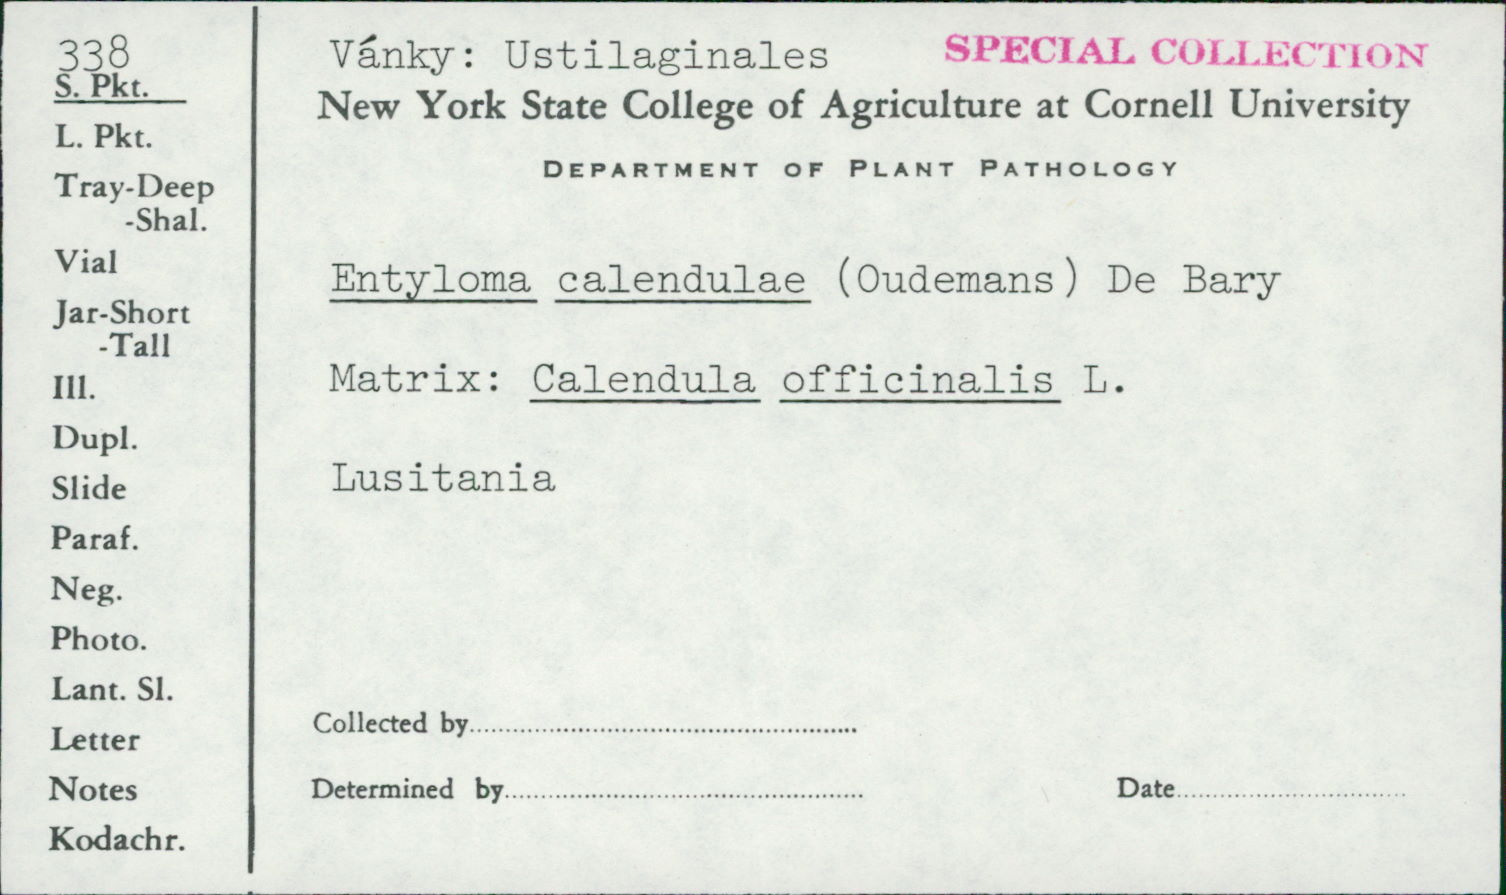 338
S. Pkt.
L. Pkt.
Tray-Deep
-Shal.
Vial
Jar-Short
-Tall
Ill.
Dupl.
Slide
Paraf.
Neg.
Photo.
Lant. Sl.
Letter
Notes
Kodachr.
Vánky: Ustilaginales SPECIAL COLLECTION
New York State College of Agriculture at Cornell University
DEPARTMENT OF PLANT PATHOLOGY
Entyloma calendulae (Oudemans) De Bary
Matrix: Calendula officinalis L.
Lusitania
Collected by
Determined by Date